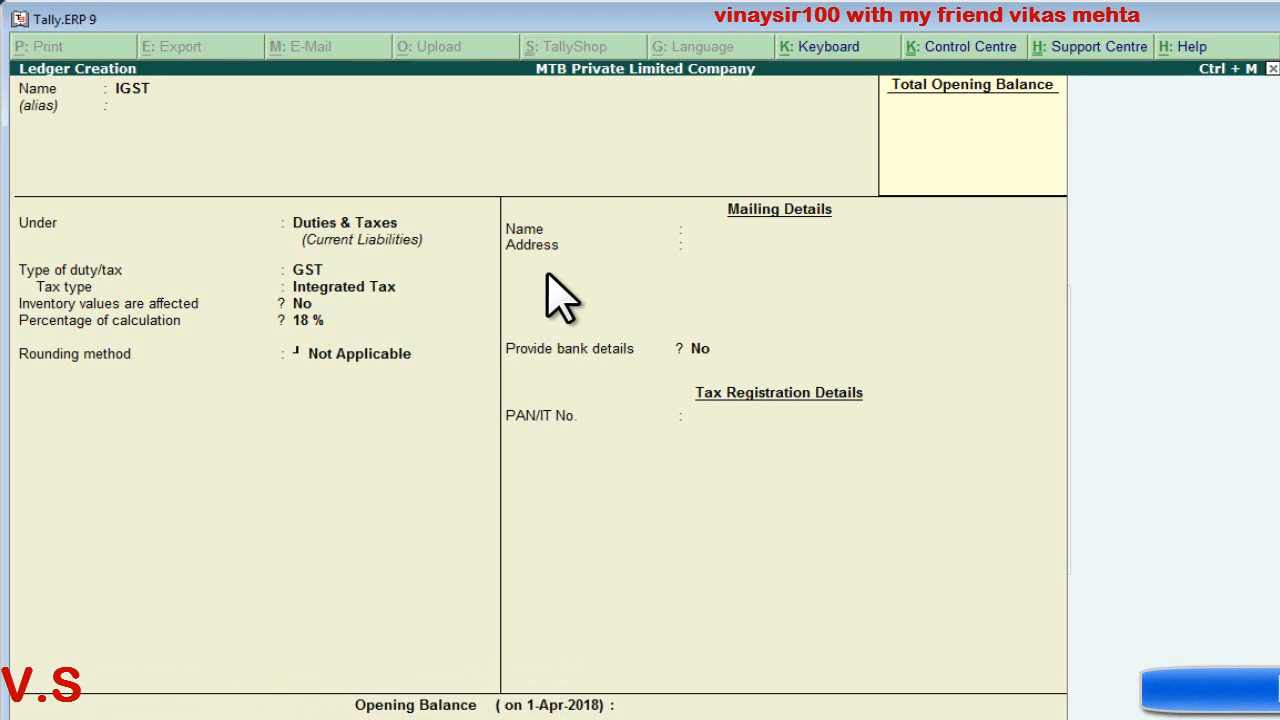 vinaysir100 with my friend vikas mehta
Tally.ERP 9
P: Print E: Export M: E-Mail O: Upload S: TallyShop G: Language K: Keyboard K: Control Centre H: Support Centre H: Help
Ledger Creation MTB Private Limited Company Ctrl + M
Name : IGST
(alias) :
Total Opening Balance
Under : Duties & Taxes
(Current Liabilities)
Type of duty/tax : GST
Tax type : Integrated Tax
Inventory values are affected ? No
Percentage of calculation ? 18 %
Rounding method : ┘ Not Applicable
Mailing Details
Name :
Address :
Provide bank details ? No
Tax Registration Details
PAN/IT No. :
V.S
Opening Balance ( on 1-Apr-2018) :